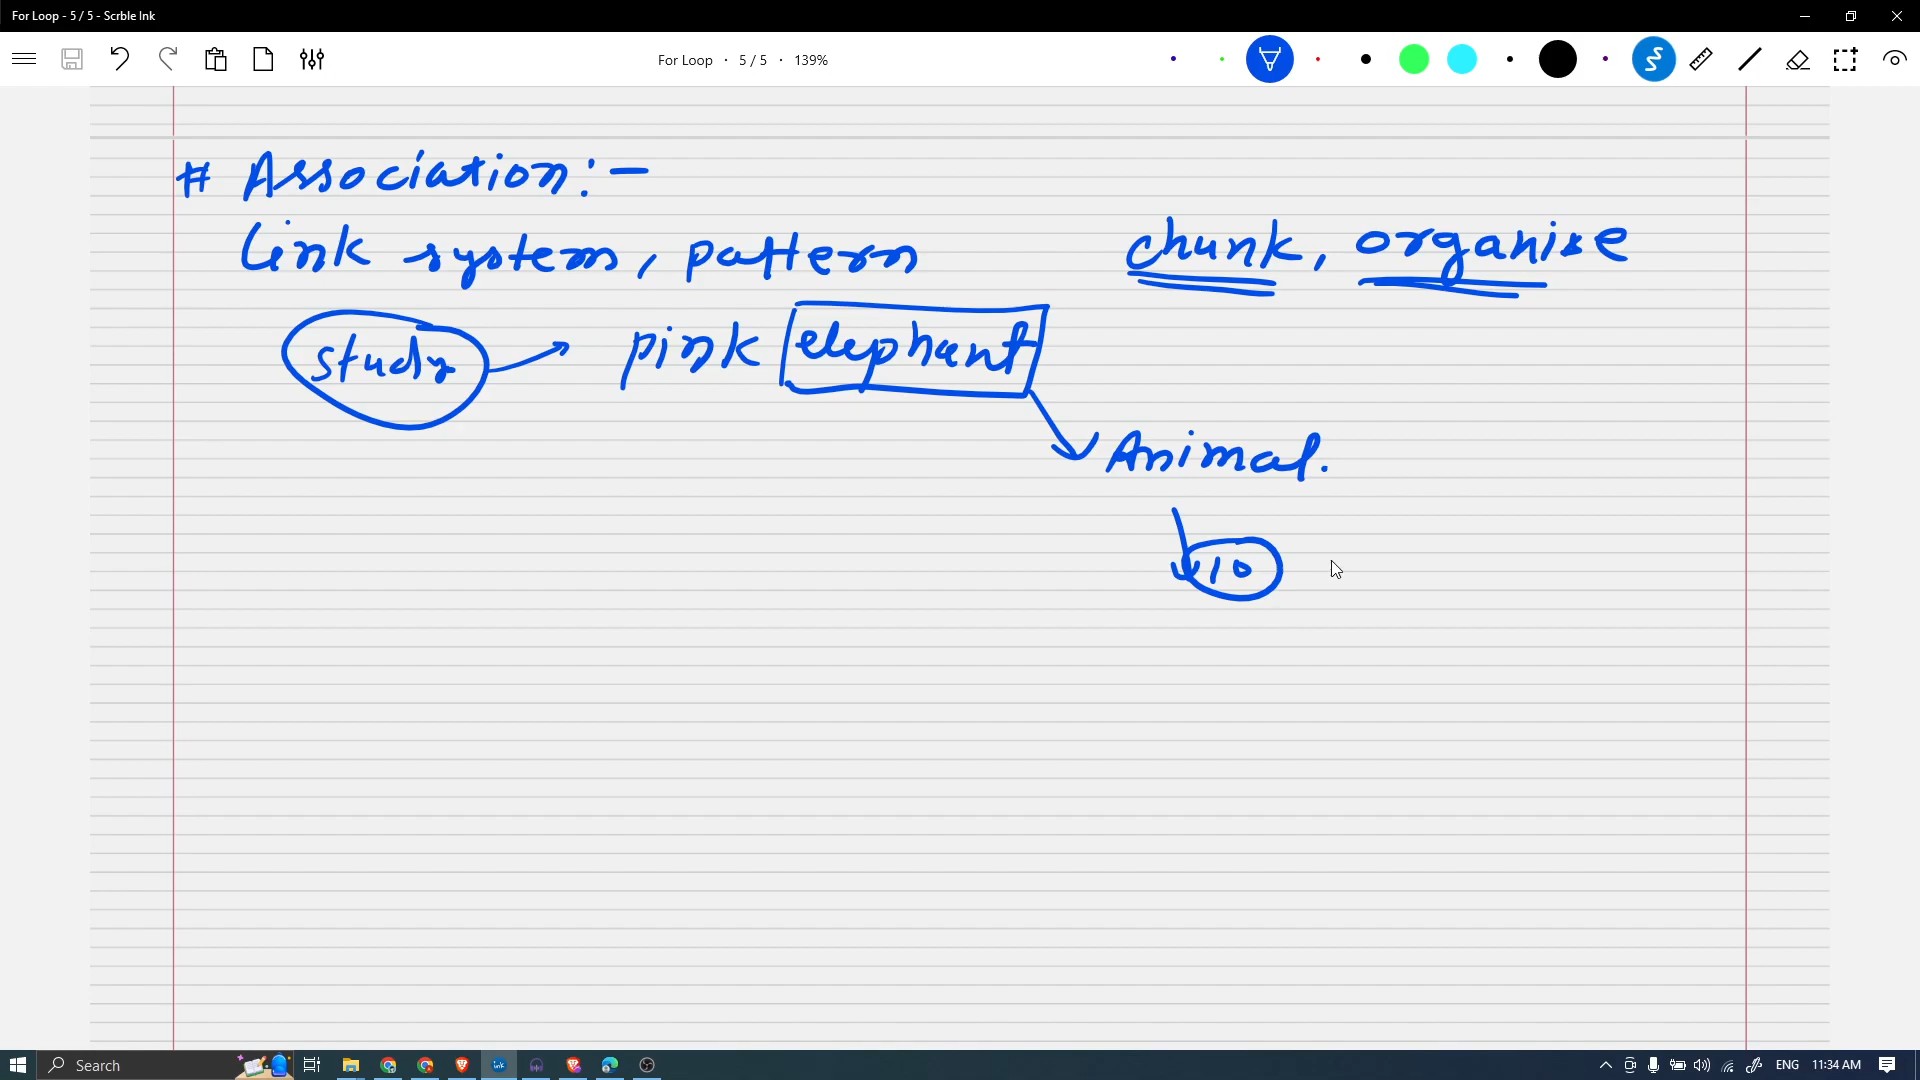 For Loop - 5 / 5 - Scrble Ink
For Loop · 5 / 5 · 139%
# Association:-
Link system, pattern
chunk, organise
study
pink elephant
Animal.
10
Search
ENG
11:34 AM